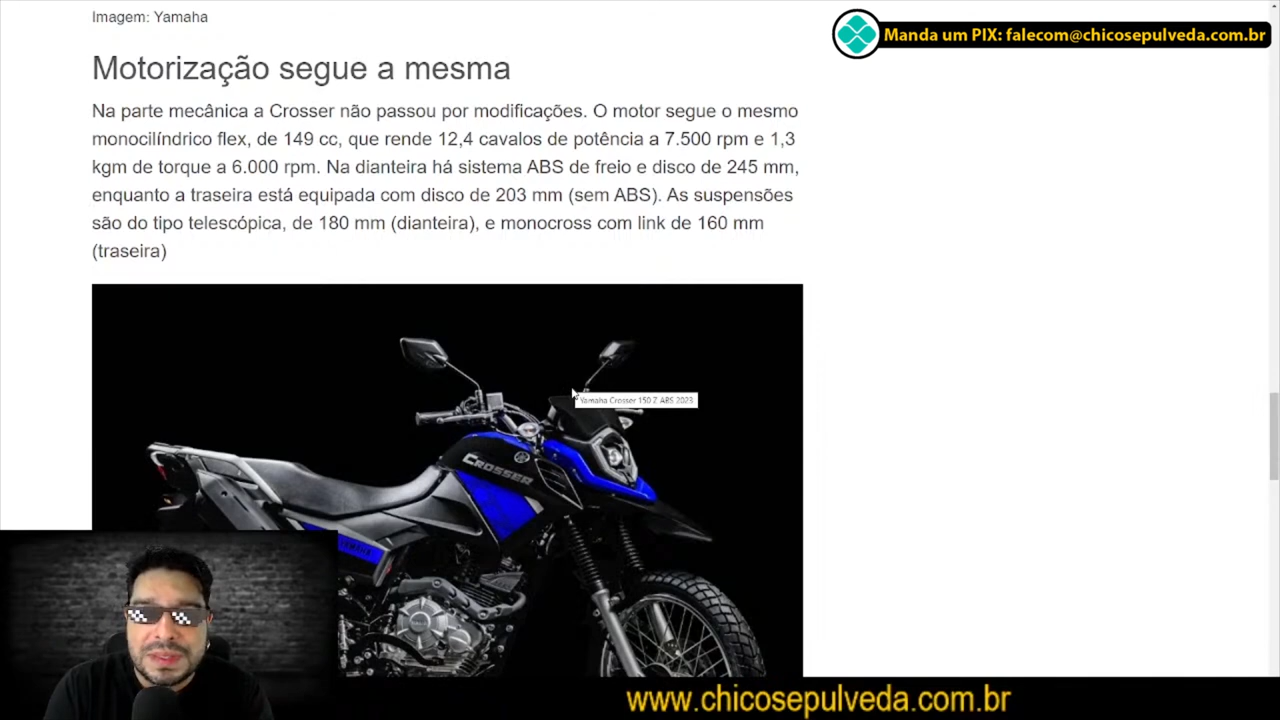 Imagem: Yamaha
Manda um PIX: falecom@chicosepulveda.com.br
Motorização segue a mesma
Na parte mecânica a Crosser não passou por modificações. O motor segue o mesmo
monocilíndrico flex, de 149 cc, que rende 12,4 cavalos de potência a 7.500 rpm e 1,3
kgm de torque a 6.000 rpm. Na dianteira há sistema ABS de freio e disco de 245 mm,
enquanto a traseira está equipada com disco de 203 mm (sem ABS). As suspensões
são do tipo telescópica, de 180 mm (dianteira), e monocross com link de 160 mm
(traseira)
Yamaha Crosser 150 Z ABS 2023
CROSSER
www.chicosepulveda.com.br